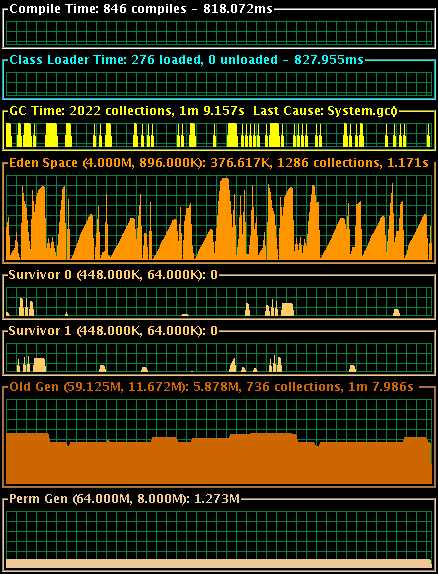 Compile Time: 846 compiles - 818.072ms
Class Loader Time: 276 loaded, 0 unloaded - 827.955ms
GC Time: 2022 collections, 1m 9.157s  Last Cause: System.gc()
Eden Space (4.000M, 896.000K): 376.617K, 1286 collections, 1.171s
Survivor 0 (448.000K, 64.000K): 0
Survivor 1 (448.000K, 64.000K): 0
Old Gen (59.125M, 11.672M): 5.878M, 736 collections, 1m 7.986s
Perm Gen (64.000M, 8.000M): 1.273M